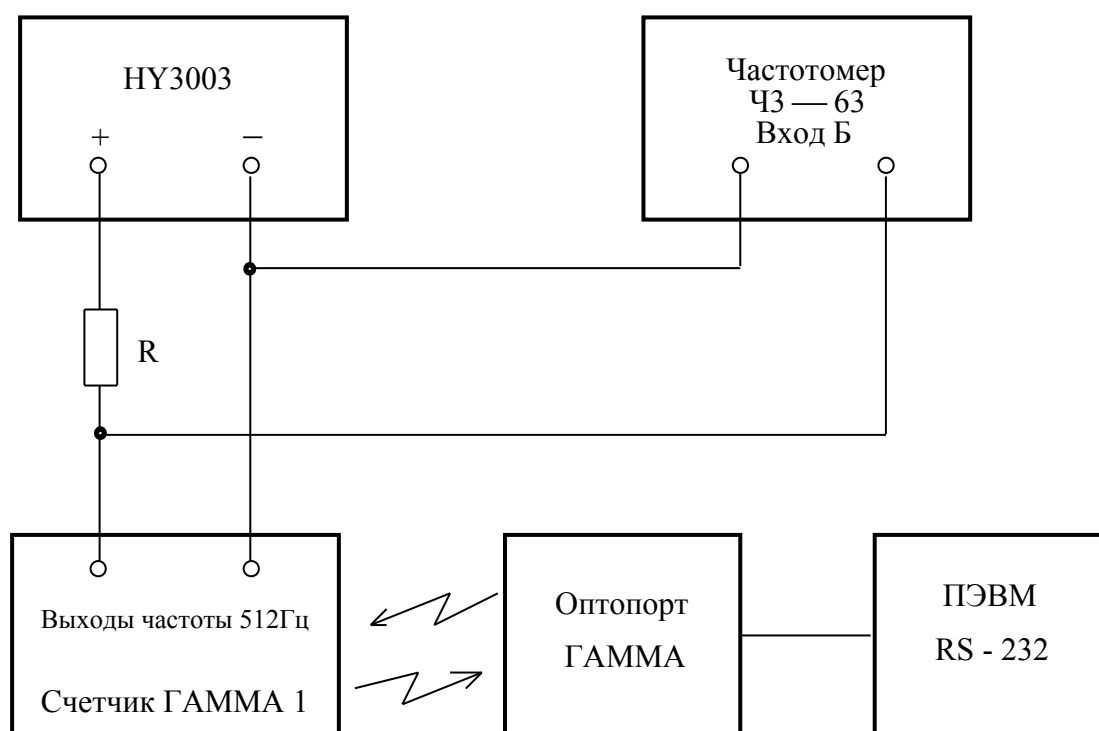 HY3003
+ —
R
Частотомер
Ч3 — 63
Вход Б
Выходы частоты 512Гц
Счетчик ГАММА 1
Оптопорт
ГАММА
ПЭВМ
RS - 232